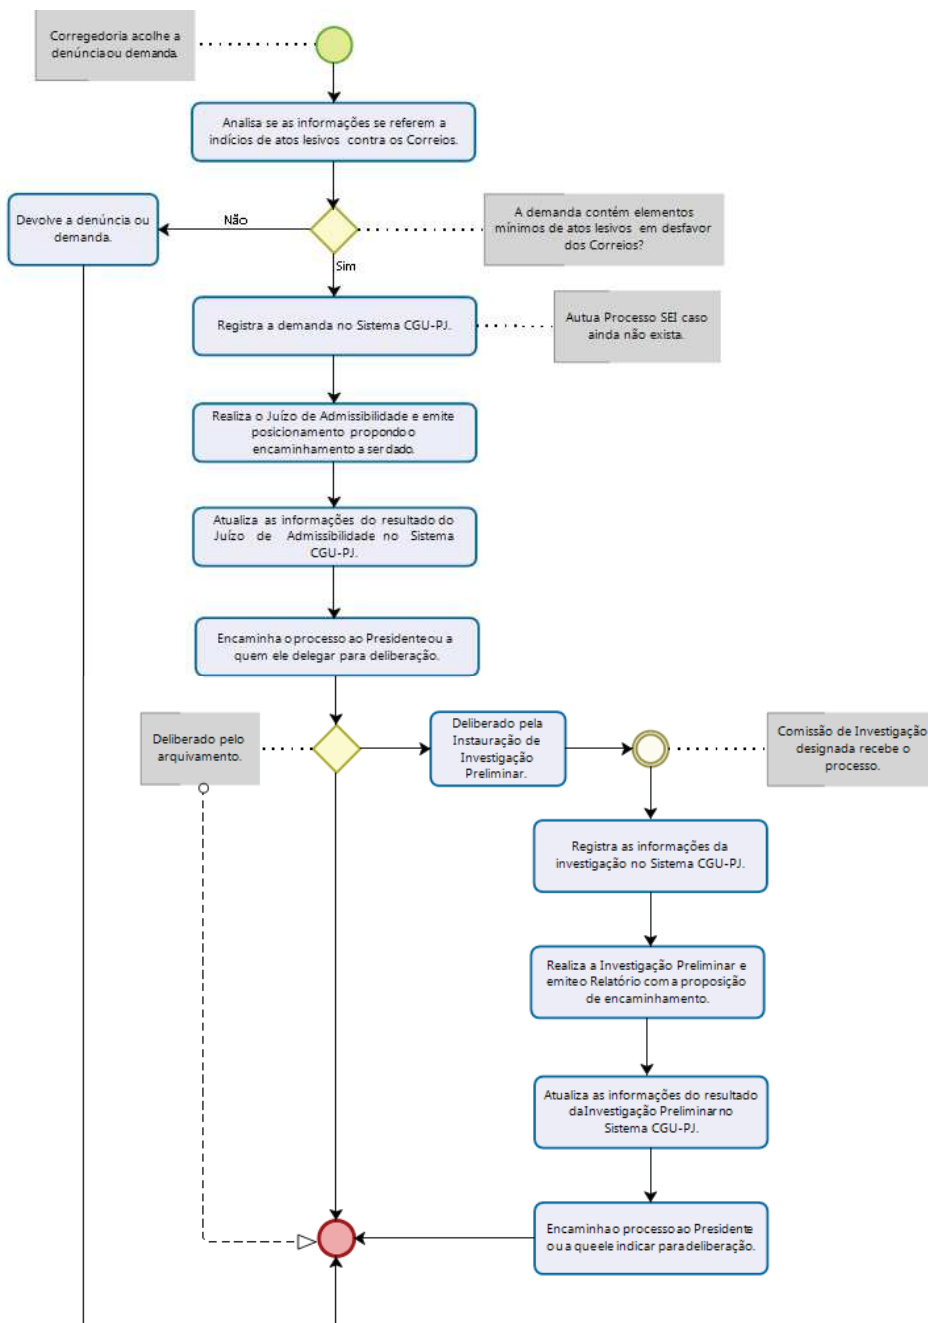 Corregedoria acolhe a
denúncia ou demanda.
Analisa se as informações se referem a
indícios de atos lesivos contra os Correios.
Devolve a denúncia ou
demanda.
Não
A demanda contém elementos
mínimos de atos lesivos em desfavor
dos Correios?
Sim
Registra a demanda no Sistema CGU-PJ.
Autua Processo SEI caso
ainda não exista.
Realiza o Juízo de Admissibilidade e emite
posicionamento propondo o
encaminhamento a ser dado.
Atualiza as informações do resultado do
Juízo de Admissibilidade no Sistema
CGU-PJ.
Encaminha o processo ao Presidente ou a
quem ele delegar para deliberação.
Deliberado pelo
arquivamento.
Deliberado pela
Instauração de
Investigação
Preliminar.
Comissão de Investigação
designada recebe o
processo.
Registra as informações da
investigação no Sistema CGU-PJ.
Realiza a Investigação Preliminar e
emite o Relatório com a proposição
de encaminhamento.
Atualiza as informações do resultado
da Investigação Preliminar no
Sistema CGU-PJ.
Encaminha o processo ao Presidente
ou a que ele indicar para deliberação.